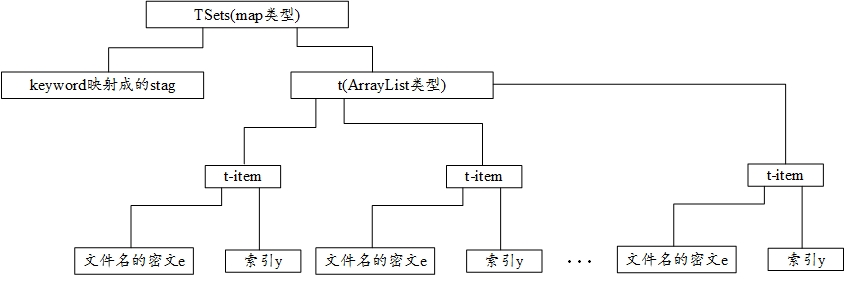 TSets(map类型)
keyword映射成的stag
t(ArrayList类型)
t-item
t-item
t-item
文件名的密文e
索引y
文件名的密文e
索引y
...
文件名的密文e
索引y